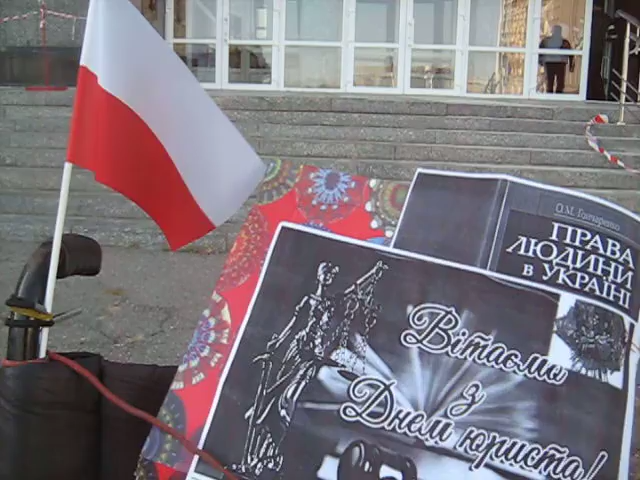 О.М. Гончаренко
ПРАВА
ЛЮДИНИ
В УКРАЇНІ
Вітаємо
з
Днем юриста!